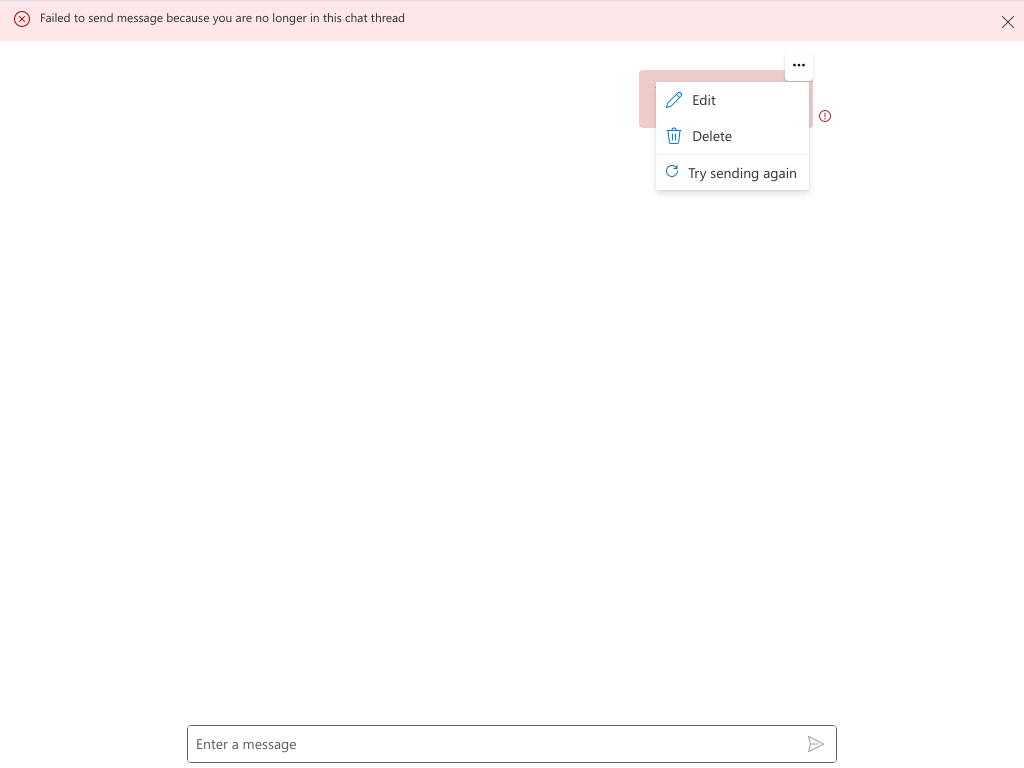 Failed to send message because you are no longer in this chat thread
Edit
Delete
Try sending again
Enter a message